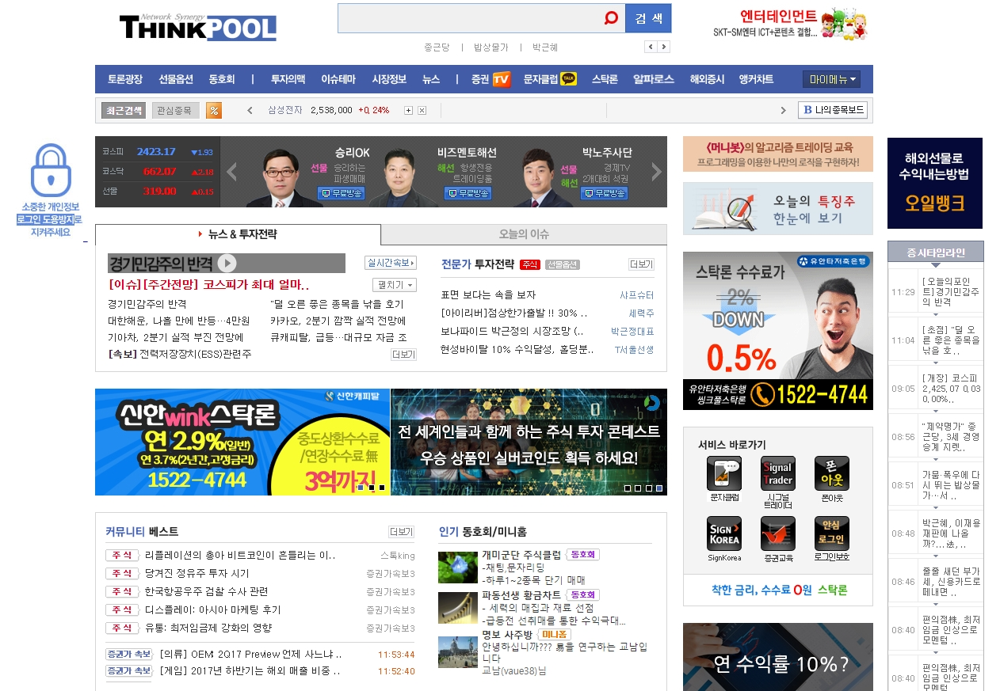 Network Synergy
THINKPOOL
검 색
종근당 | 밥상물가 | 박근혜
엔터테인먼트
SKT-SM엔터 ICT+콘텐츠 결합...
토론광장 선물옵션 동호회 | 투자의맥 이슈테마 시장정보 뉴스 | 증권 TV 문자클럽 TALK 스탁론 알파로스 해외증시 앵커차트 마이메뉴
최근검색 관심종목 % 삼성전자 2,538,000 +0.24% B 나의종목보드
소중한 개인정보
로그인 도용방지로
지켜주세요
코스피 2423.17 ▼1.93
코스닥 662.07 ▲2.18
선물 319.00 ▲0.15
승리OK
선물 승리하는
파생매매
무료방송
비즈멘토해선
해선 항생전용
트레이딩룸
무료방송
박노주사단
선물 경제TV
해선 2개대회 석권
무료방송
<머니봇>의 알고리즘 트레이딩 교육
프로그래밍을 이용한 나만의 로직을 구현하자!
오늘의 특징주
한눈에 보기
해외선물로
수익내는방법
오일뱅크
뉴스 & 투자전략
오늘의 이슈
경기민감주의 반격
실시간속보
[이슈][주간전망] 코스피가 최대 얼마..
펼치기
경기민감주의 반격
"덜 오른 좋은 종목을 낚을 호기
대한해운, 나홀 만에 반등…4만원
카카오, 2분기 깜짝 실적 전망에
기아차, 2분기 실적 부진 전망에
큐캐피탈, 급등…대규모 자금 조
[속보] 전력저장장치(ESS)관련주
더보기
전문가 투자전략 주식 선물옵션 더보기
표면 보다는 속을 보자 샤프슈터
[아이리버]점상한가출발 !! 30% .. 세력주
보나파이드 박근정의 시장조망 (.. 박근정대표
현성바이탈 10% 수익달성, 홀딩분.. T서울선생
유안타저축은행
스탁론 수수료가
2%
DOWN
0.5%
유안타저축은행
씽크풀스탁론
1522-4744
증시타임라인
11:29 [오늘의포인
트]경기민감주
의 반격
11:04 [초점] "덜 오
른 좋은 종목을
낚을 호..
09:05 [개장] 코스피
2,425.07 0.03
0.00%..
08:56 "제약명가" 종
근당, 3세 경영
승계 지렛..
08:51 가뭄·폭우에 다
시 뛰는 밥상물
가…서 ..
08:48 박근혜, 이재용
재판에 나올
까?…法, ..
08:46 줄줄 새던 부가
세, 신용카드로
떼내면 ..
08:40 편의점株, 최저
임금 인상으로
모멘텀 ..
08:40 편의점株, 최저
임금 인상으로
모멘텀
신한캐피탈
신한wink스탁론
연 2.9%(일반)
연 3.7%(2년간,고정금리)
1522-4744
중도상환수수료
/연장수수료 無
3억까지
전 세계인들과 함께 하는 주식 투자 콘테스트
우승 상품인 실버코인도 획득 하세요!
서비스 바로가기
Signal
Trader
폰
아웃
문자클럽
시그널
트레이더
폰아웃
SIGN
KOREA
안심
로그인
SignKorea
증권교육
로그인보호
착한 금리, 수수료 0원 스탁론
연 수익률 10%?
커뮤니티 베스트 더보기
주 식 리플레이션의 총아 비트코인이 흔들리는 이.. 스톡king
주 식 당겨진 정유주 투자 시기 증권가속보3
주 식 한국항공우주 검찰 수사 관련 증권가속보3
주 식 디스플레이: 아시아 마케팅 후기 증권가속보3
주 식 유통: 최저임금제 강화의 영향 증권가속보3
증권가 속보 [의류] OEM: 2Q17 Preview 언제 사느냐 .. 11:53:44
증권가 속보 [게임] 2017년 하반기는 해외 매출 비중 .. 11:52:40
인기 동호회/미니홈
개미군단 주식클럽 동호회
-채팅,문자리딩
-하루1~2종목 단기 매매
파동선생 황금차트 동호회
- 세력의 매집과 재료 선점
-급등전 선취매를 통한 수익극대...
명보 사주방 미니홈
안녕하십니까??? 易을 연구하는 교남입
니다
교남(vaue38)님